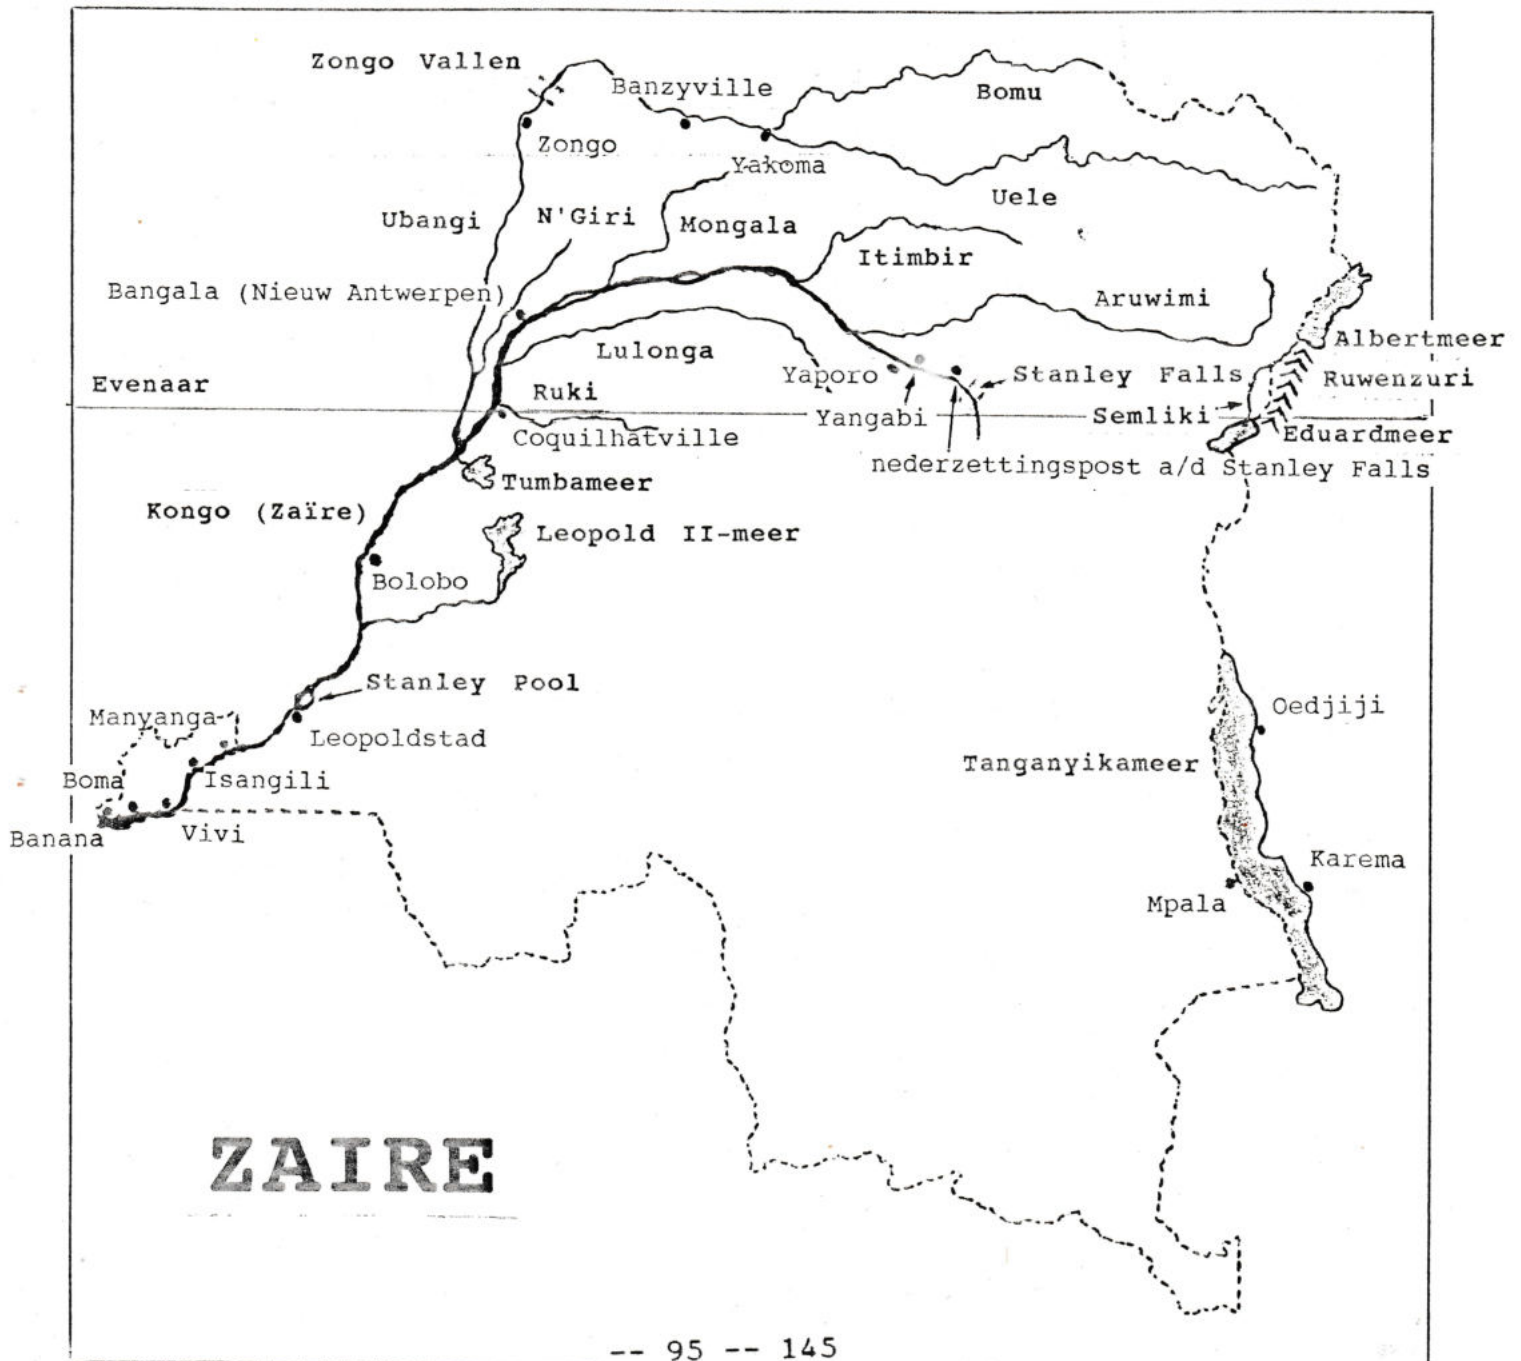 Zongo Vallen
Banzyville
Bomu
Zongo
Yakoma
Uele
Ubangi
N'Giri
Mongala
Itimbir
Bangala (Nieuw Antwerpen)
Aruwimi
Lulonga
Albertmeer
Evenaar
Ruki
Yaporo
Stanley Falls
Ruwenzuri
Yangabi
Semliki
Coquilhatville
Eduardmeer
nederzettingspost a/d Stanley Falls
Tumbameer
Kongo (Zaïre)
Leopold II-meer
Bolobo
Stanley Pool
Manyanga
Leopoldstad
Oedjiji
Tanganyikameer
Boma
Isangili
Banana
Vivi
Karema
Mpala
ZAIRE
-- 95 -- 145